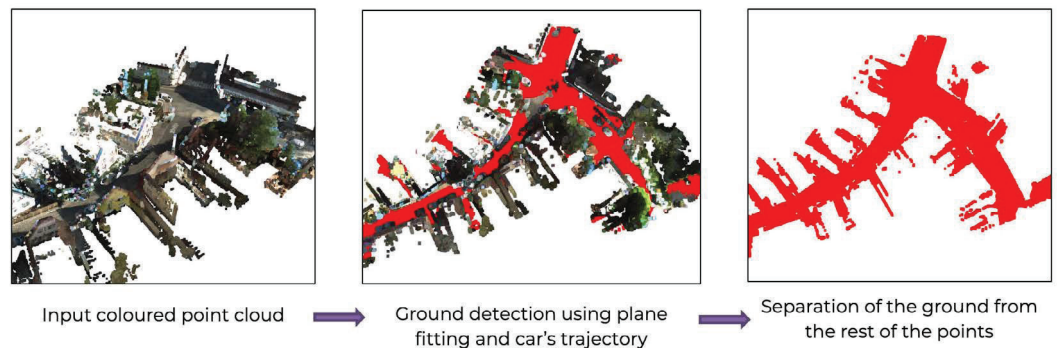 Input coloured point cloud
Ground detection using plane
fitting and car's trajectory
Separation of the ground from
the rest of the points